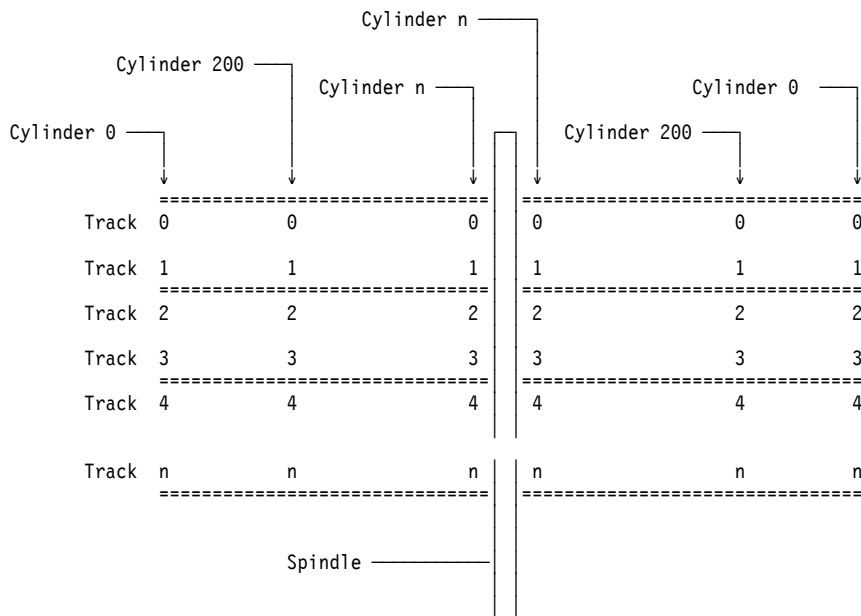 Cylinder n
Cylinder 200
Cylinder n Cylinder 0
Cylinder 0 Cylinder 200
Track 0 0 0 0 0 0
Track 1 1 1 1 1 1
Track 2 2 2 2 2 2
Track 3 3 3 3 3 3
Track 4 4 4 4 4 4
Track n n n n n n
Spindle